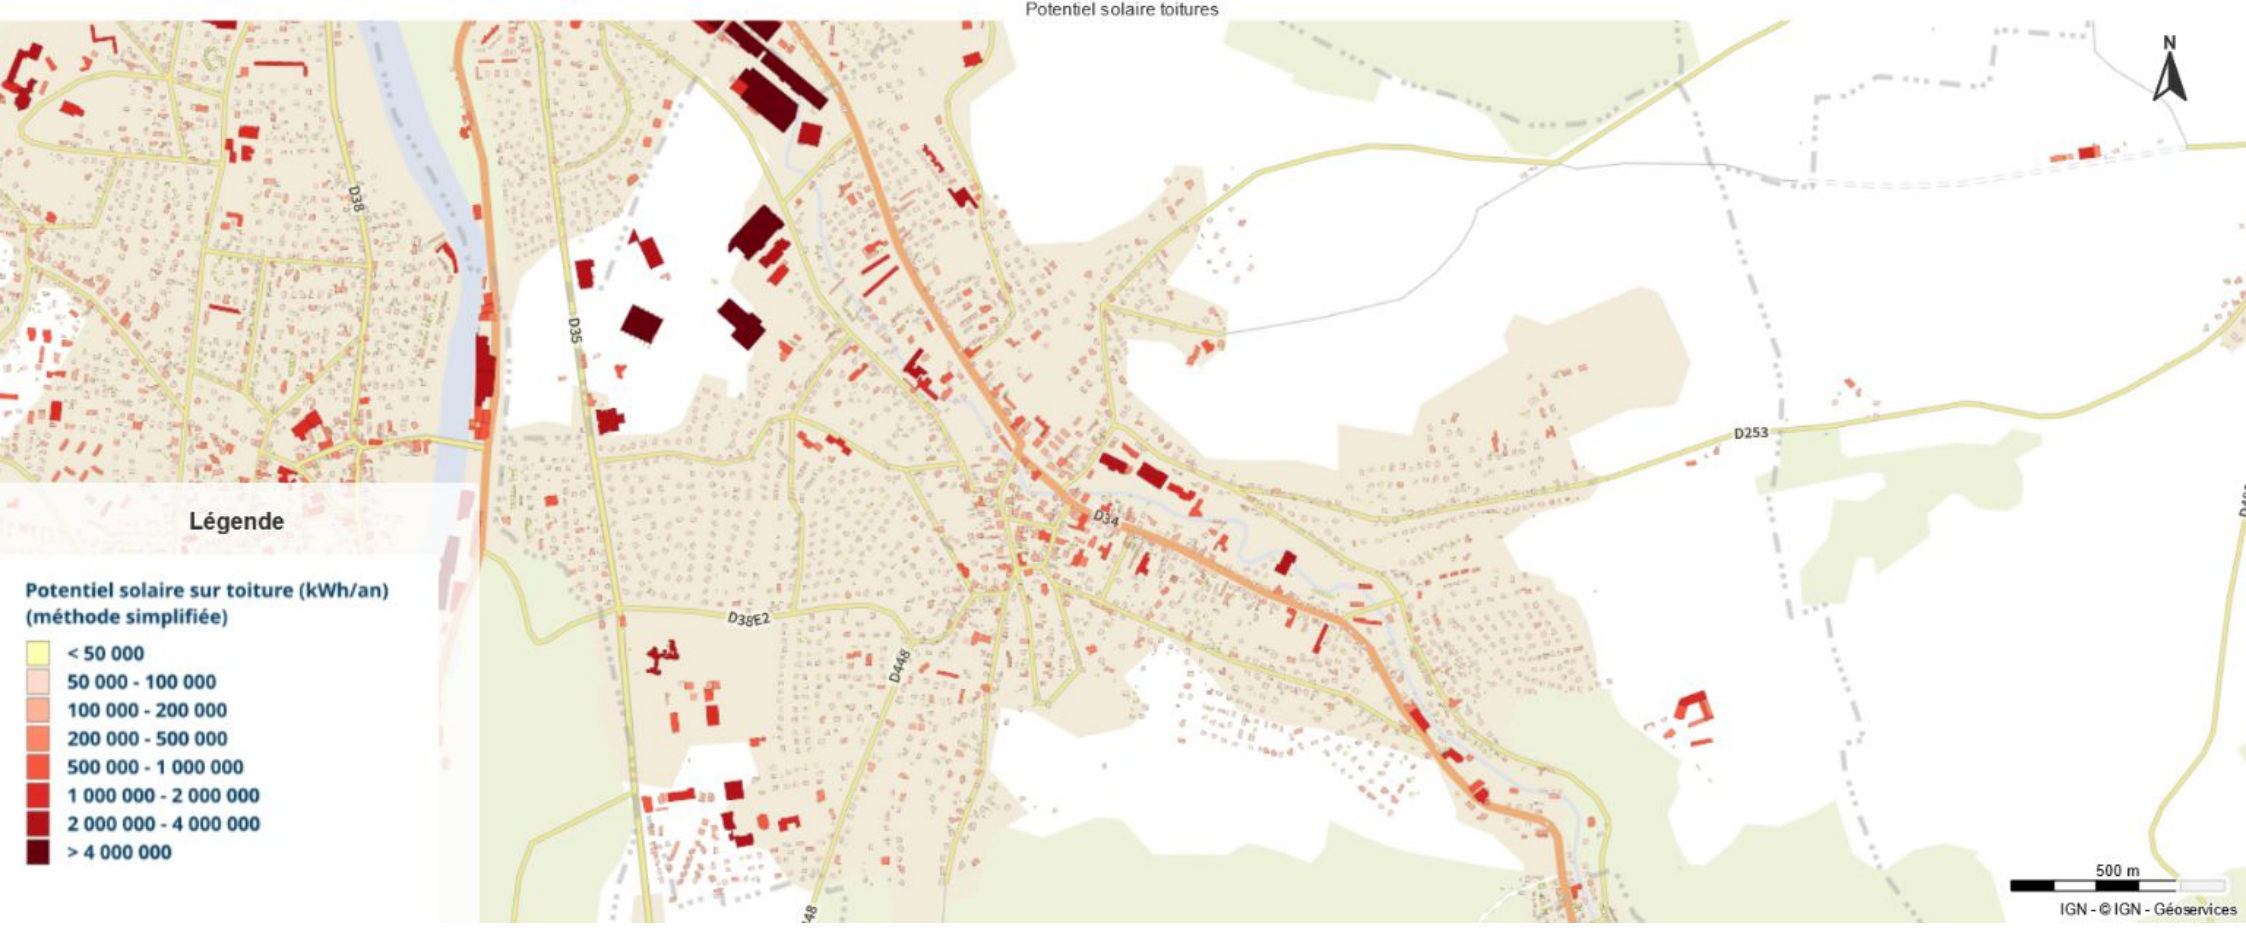 Potentiel solaire toitures
N
D38
D35
D253
D34
Légende
Potentiel solaire sur toiture (kWh/an)
(méthode simplifiée)
< 50 000
50 000 - 100 000
100 000 - 200 000
200 000 - 500 000
500 000 - 1 000 000
1 000 000 - 2 000 000
2 000 000 - 4 000 000
> 4 000 000
D38E2
D448
48
500 m
IGN - © IGN - Géoservices